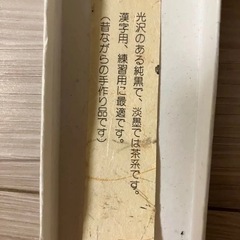 光沢のある純黒で、淡墨では茶系です。
漢字用、練習用に最適です。
(昔ながらの手作り品です)